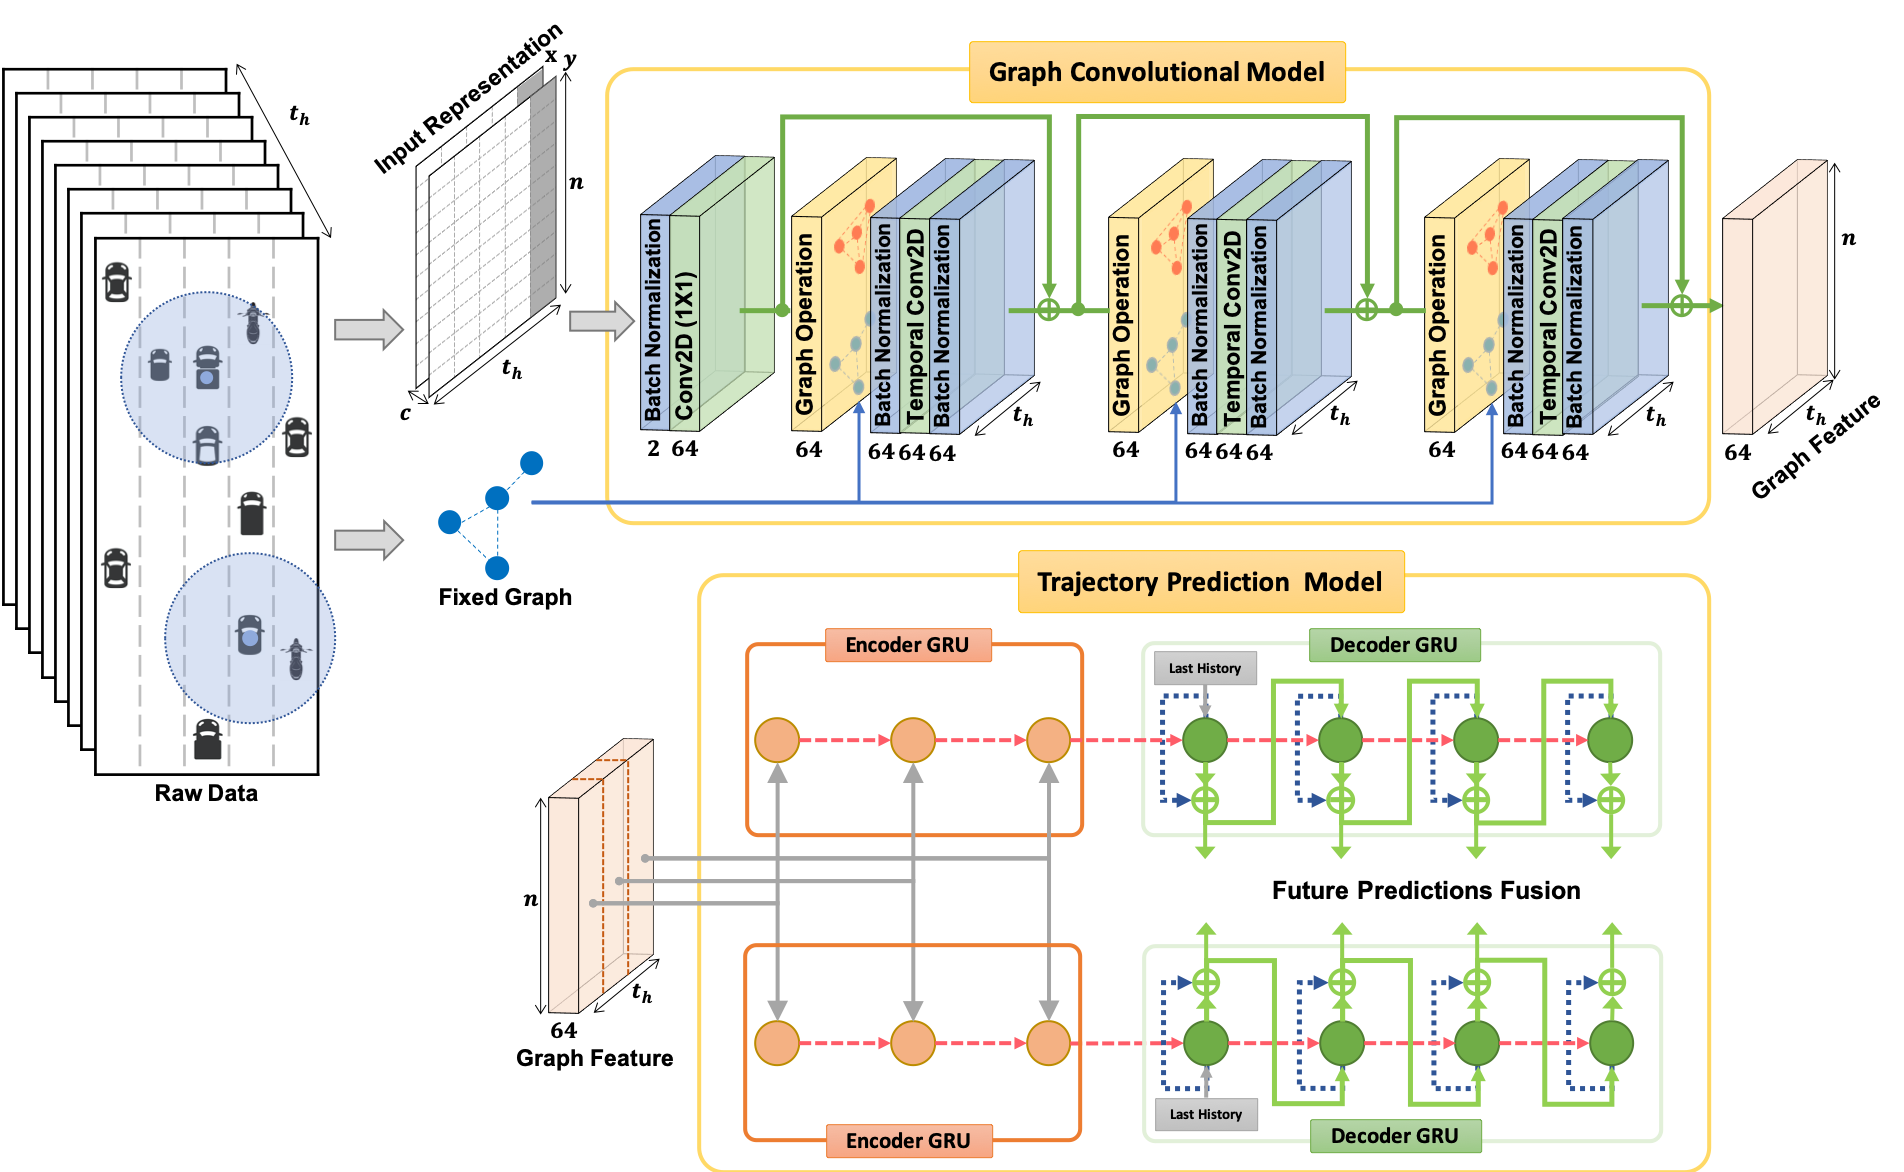 t_h
Raw Data
Input Representation
x y
n
t_h
c
Fixed Graph
Graph Convolutional Model
Batch Normalization
Conv2D (1X1)
2 64
Graph Operation
64
Batch Normalization
Temporal Conv2D
Batch Normalization
64 64 64
t_h
Graph Operation
64
Batch Normalization
Temporal Conv2D
Batch Normalization
64 64 64
t_h
Graph Operation
64
Batch Normalization
Temporal Conv2D
Batch Normalization
64 64 64
t_h
n
t_h
64
Graph Feature
Trajectory Prediction Model
n
t_h
64
Graph Feature
Encoder GRU
Decoder GRU
Last History
Future Predictions Fusion
Last History
Encoder GRU
Decoder GRU